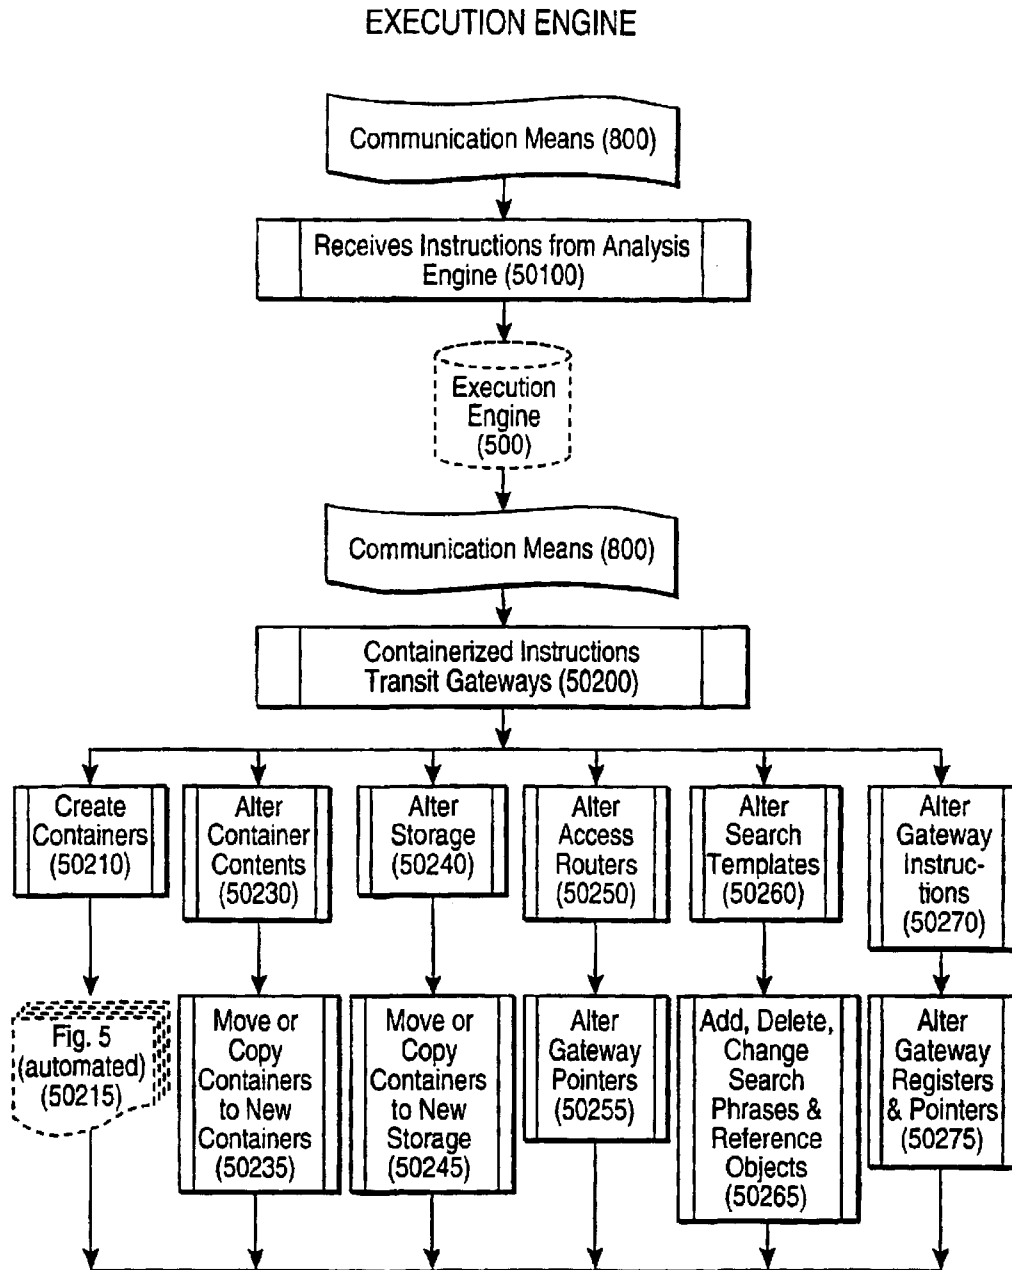 EXECUTION ENGINE
Communication Means (800)
Receives Instructions from Analysis
Engine (50100)
Execution
Engine
(500)
Communication Means (800)
Containerized Instructions
Transit Gateways (50200)
Create
Containers
(50210)
Alter
Container
Contents
(50230)
Alter
Storage
(50240)
Alter
Access
Routers
(50250)
Alter
Search
Templates
(50260)
Alter
Gateway
Instruc-
tions
(50270)
Fig. 5
(automated)
(50215)
Move or
Copy
Containers
to New
Containers
(50235)
Move or
Copy
Containers
to New
Storage
(50245)
Alter
Gateway
Pointers
(50255)
Add, Delete,
Change
Search
Phrases &
Reference
Objects
(50265)
Alter
Gateway
Registers
& Pointers
(50275)